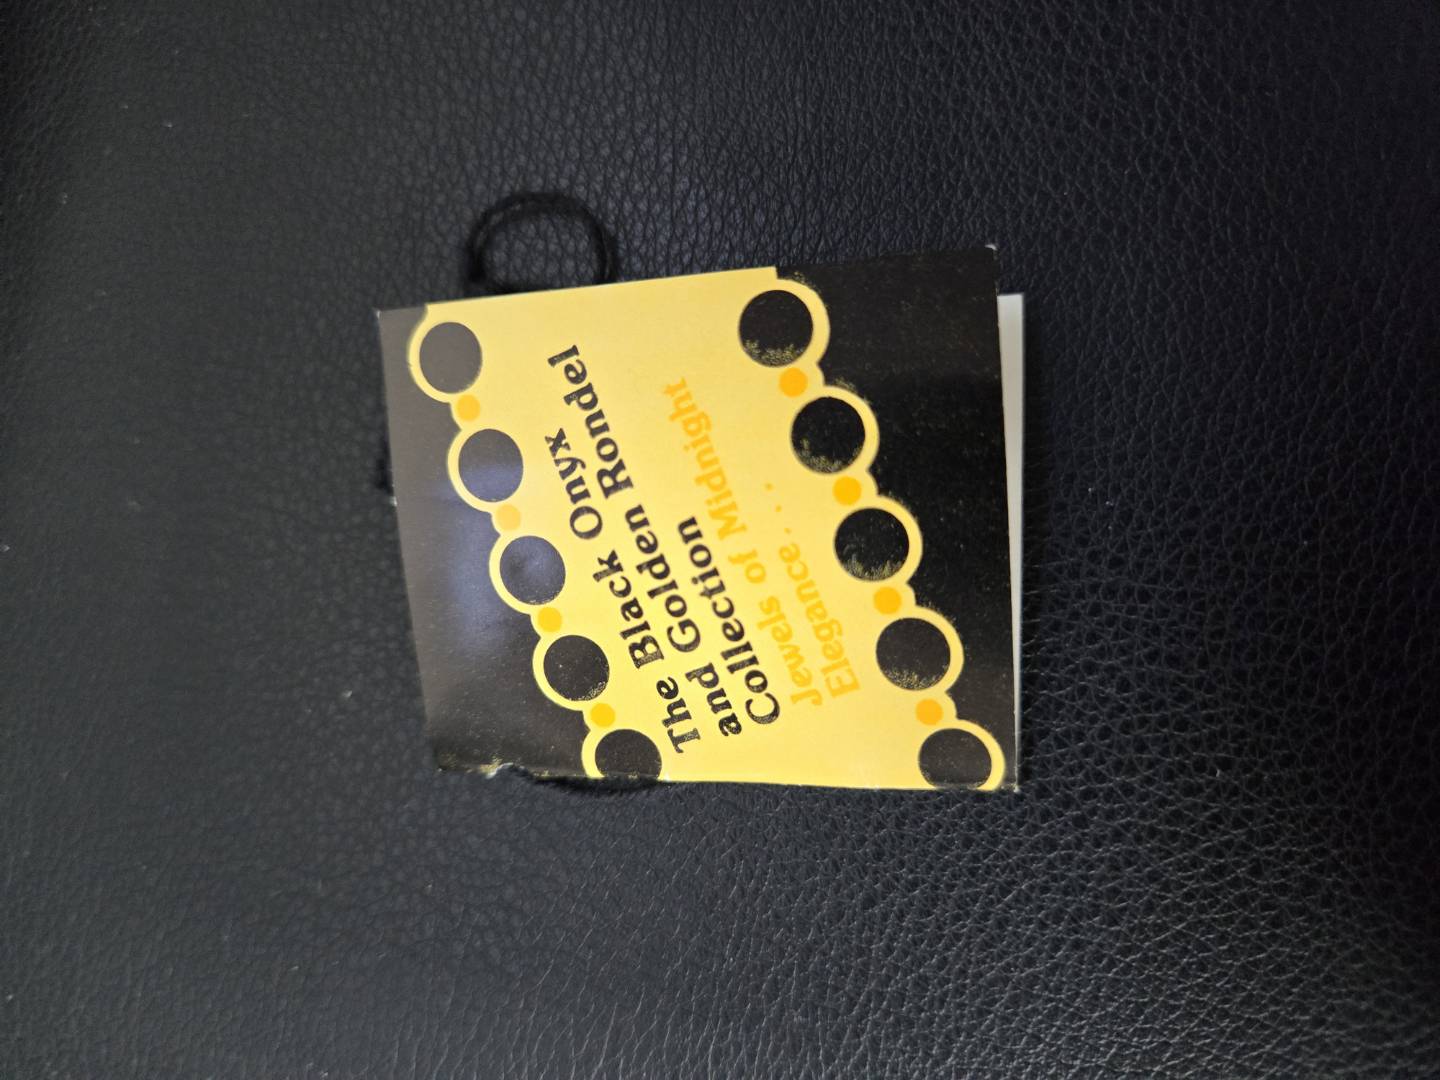 The Black Onyx
and Golden Rondel
Collection
Jewels of Midnight
Elegance. . . .